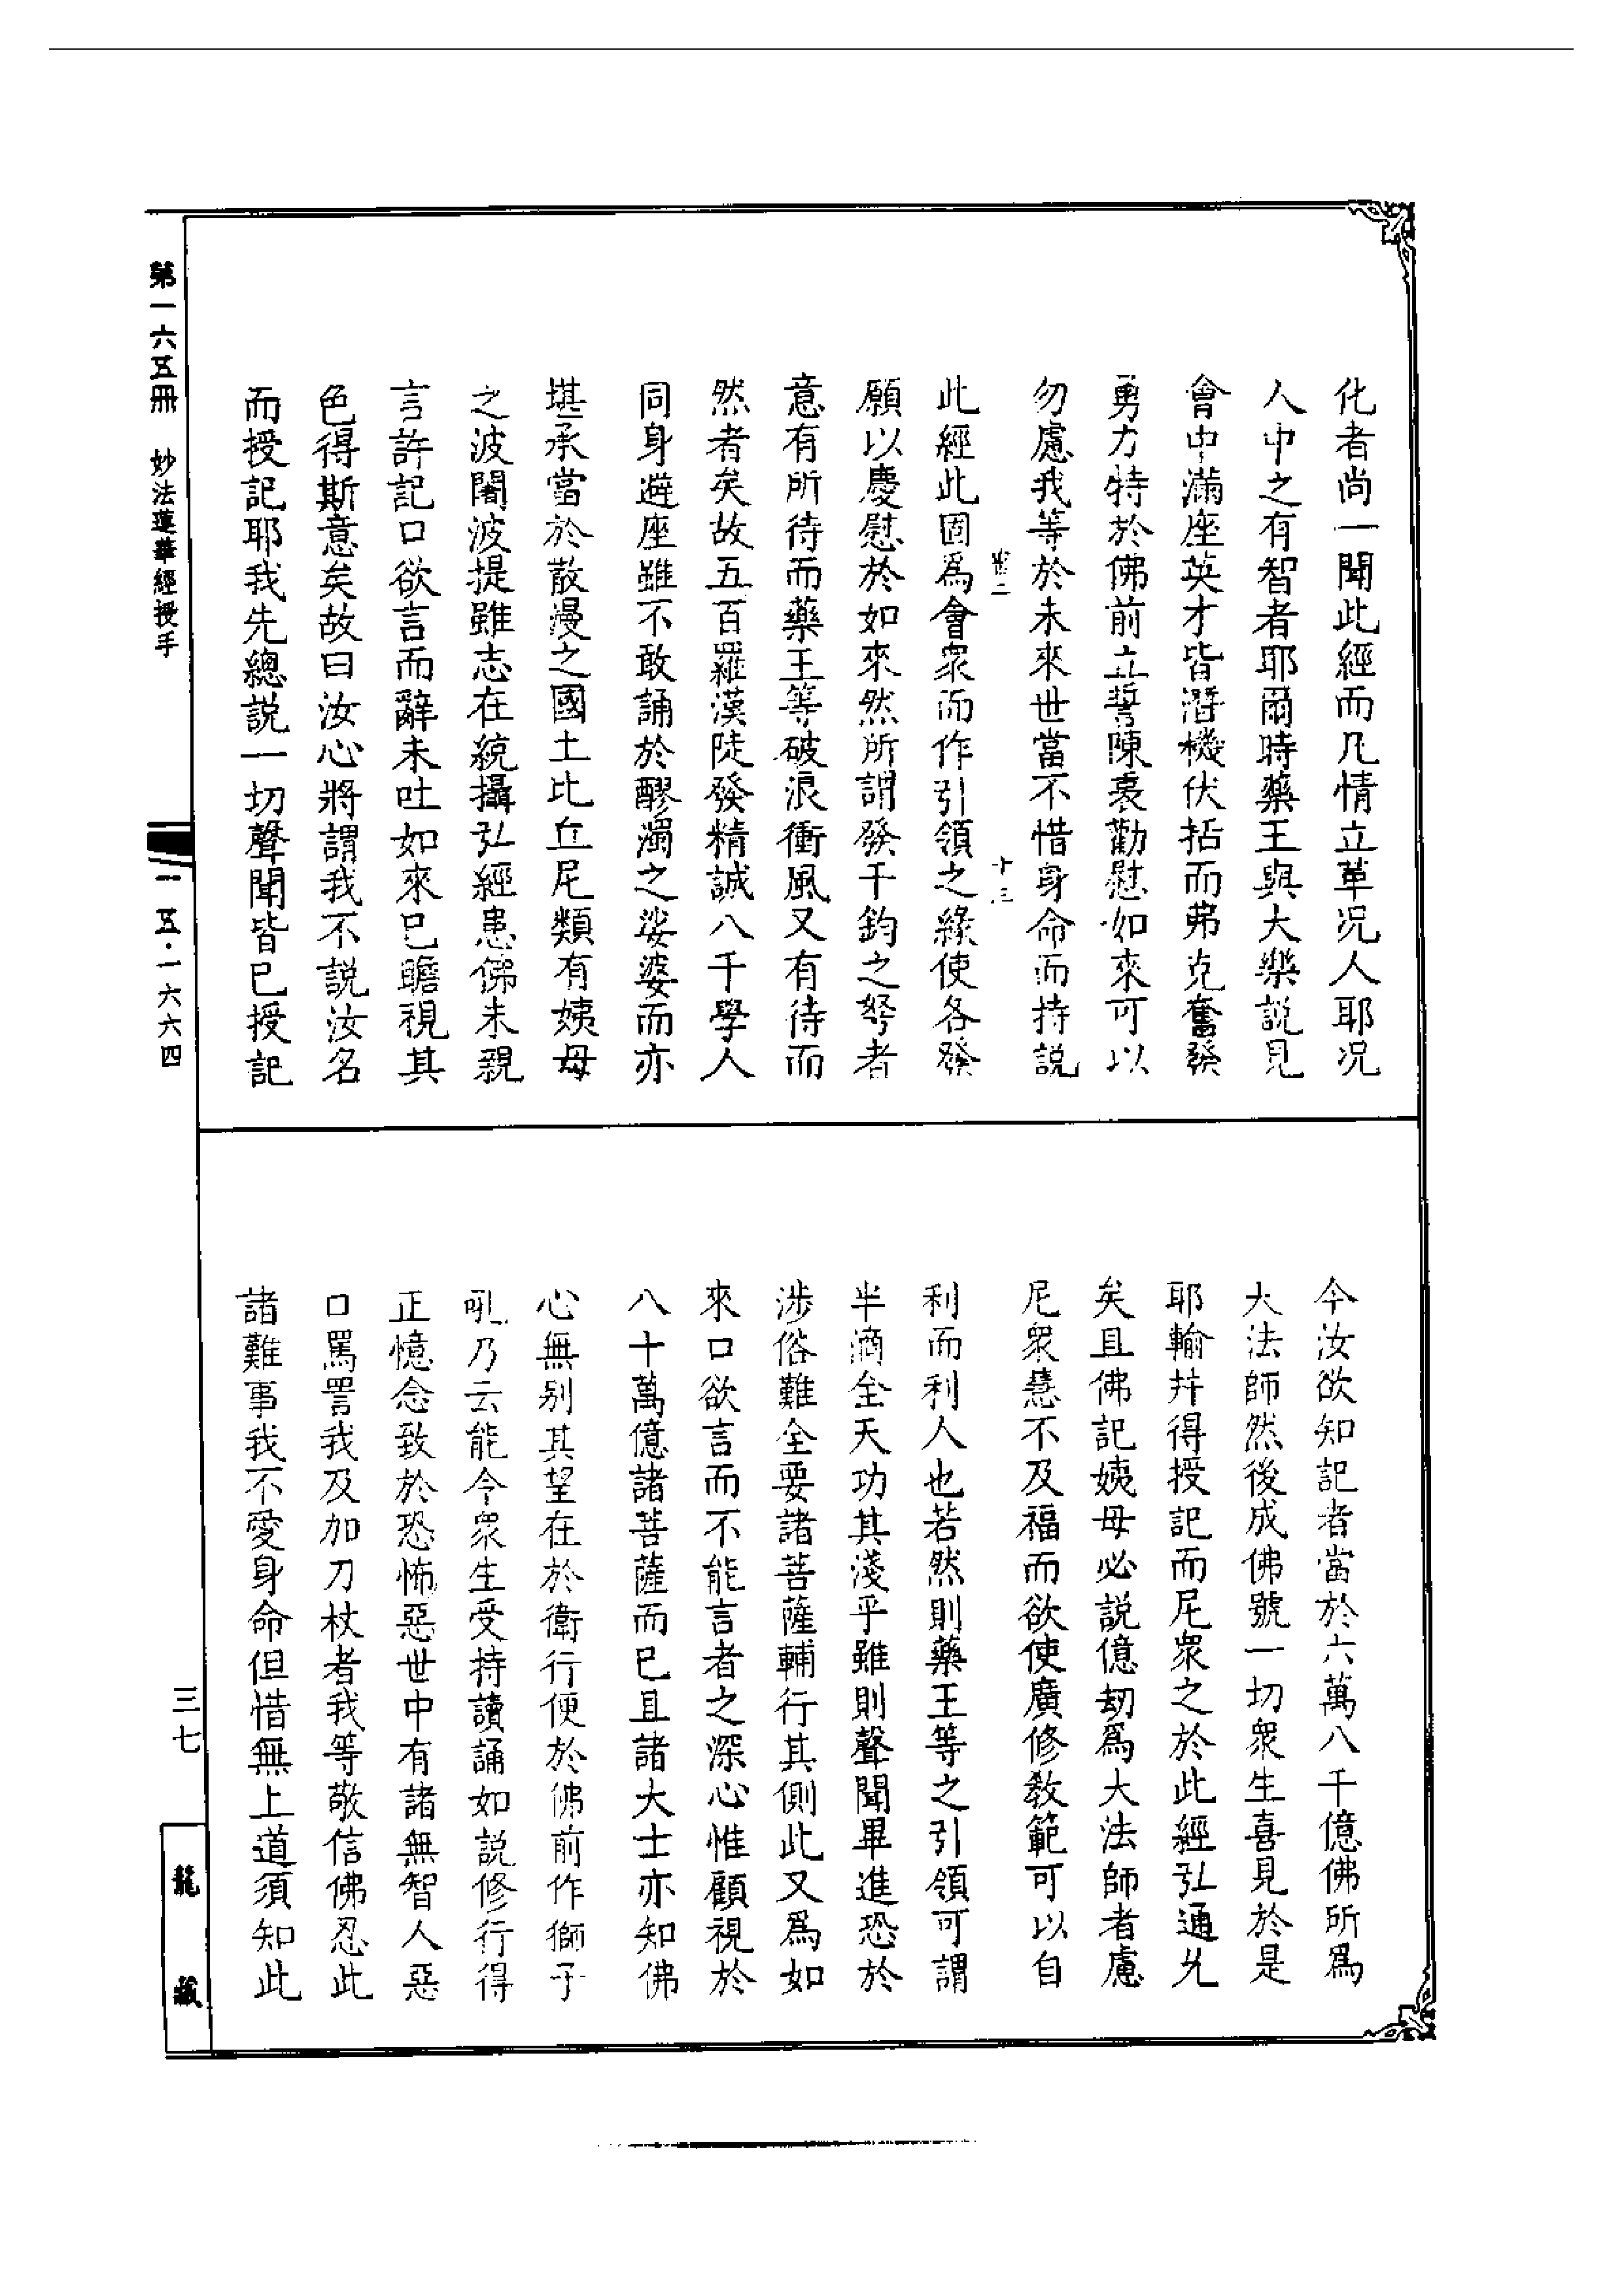 化者尚一聞此經而凡情立革况人耶况
人中之有智者耶爾時藥王與大樂説見
會中滿座英才皆潛機伏拈而弗克奮發
勇力特於佛前立誓陳衷勸慰如來可以
勿慮我等於未來世當不惜身命而持説
卷二 十三
此經此固爲會衆而作引領之緣使各發
願以慶慰於如來然所謂發千鈞之弩者
意有所待而藥王等破浪衝風又有待而
然者矣故五百羅漢陡發精誠八千學人
同身避座雖不敢誦於醪濁之娑婆而亦
堪承當於散漫之國土比丘尼類有姨母
之波闍波提雖志在統攝弘經患佛未親
言許記口欲言而辭未吐如來已瞻視其
色得斯意矣故曰汝心將謂我不説汝名
而授記耶我先總説一切聲聞皆已授記
今汝欲知記者當於六萬八千億佛所爲
大法師然後成佛號一切衆生喜見於是
耶輸并得授記而尼衆之於此經弘通允
矣且佛記姨母必説億劫爲大法師者慮
尼衆慧不及福而欲使廣修教範可以自
利而利人也若然則藥王等之引領可謂
半滴全天功其淺乎雖則聲聞畢進恐於
涉俗難全要諸菩薩輔行其側此又爲如
來口欲言而不能言者之深心惟顧視於
八十萬億諸菩薩而已且諸大士亦知佛
心無别其望在於衛行便於佛前作獅子
吼乃云能令衆生受持讀誦如説修行得
正憶念致於恐怖惡世中有諸無智人惡
口罵詈我及加刀杖者我等敬信佛忍此
諸難事我不愛身命但惜無上道須知此
第一六五冊 妙法蓮華經授手
一五·一六六四
三七
龍藏